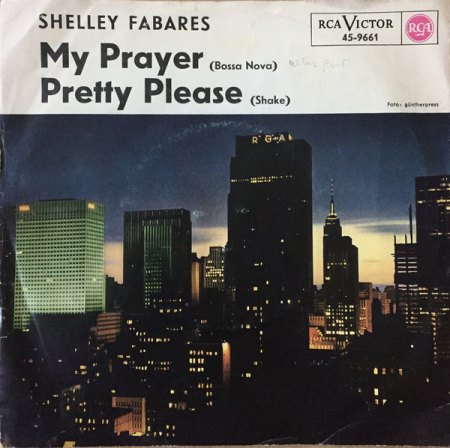 SHELLEY FABARES
RCA VICTOR
45-9661
RCA
My Prayer (Bossa Nova)
Pretty Please (Shake)
Foto: güntherpress
RCA